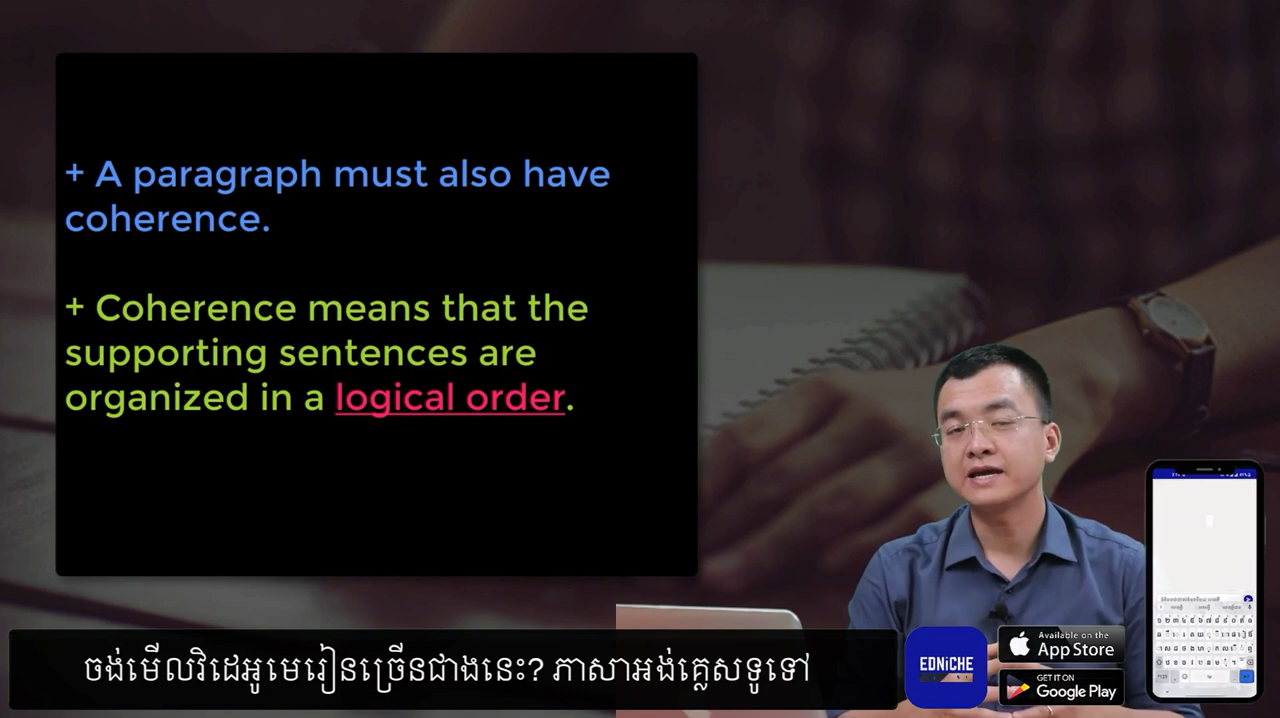 + A paragraph must also have
coherence.
+ Coherence means that the
supporting sentences are
organized in a logical order.
ចង់មើលវិដេអូមេរៀនច្រើនជាងនេះ? ភាសាអង់គ្លេសទូទៅ
EDNiCHE
Available on the
App Store
GET IT ON
Google Play